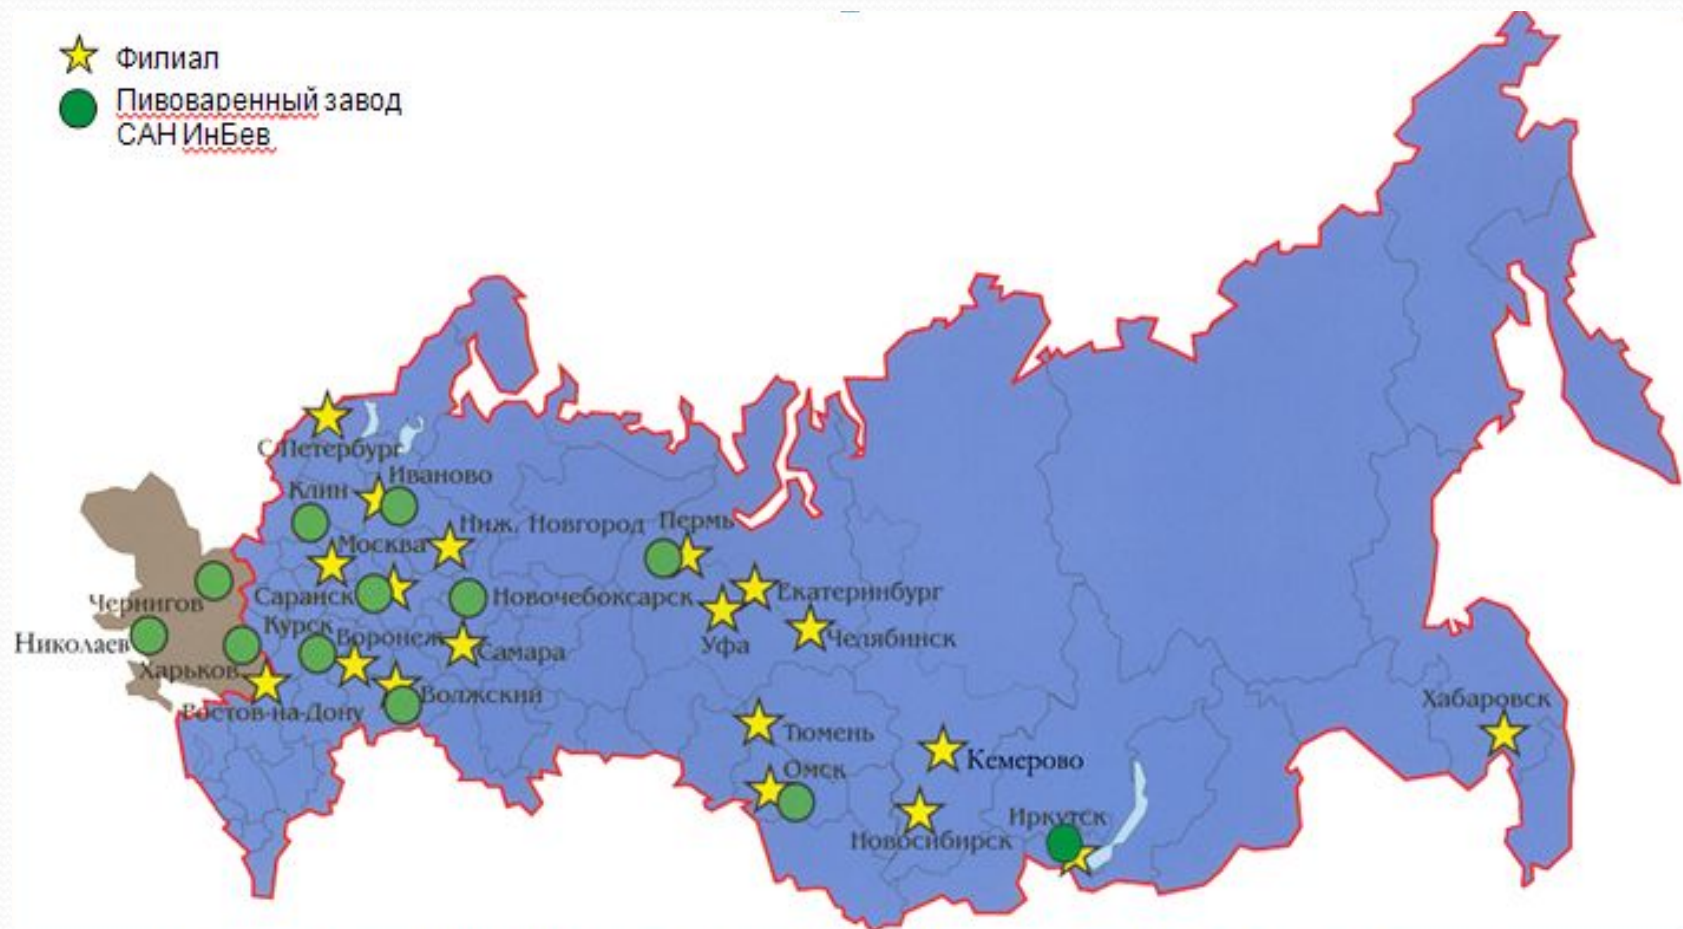 Филиал
Пивоваренный завод
САН ИнБев
С-Петербург
Иваново
Клин
Ниж. Новгород
Пермь
Москва
Екатеринбург
Чернигов
Саранск
Новочебоксарск
Николаев
Курск
Воронеж
Уфа
Челябинск
Харьков
Самара
Волжский
Ростов-на-Дону
Хабаровск
Тюмень
Кемерово
Омск
Иркутск
Новосибирск